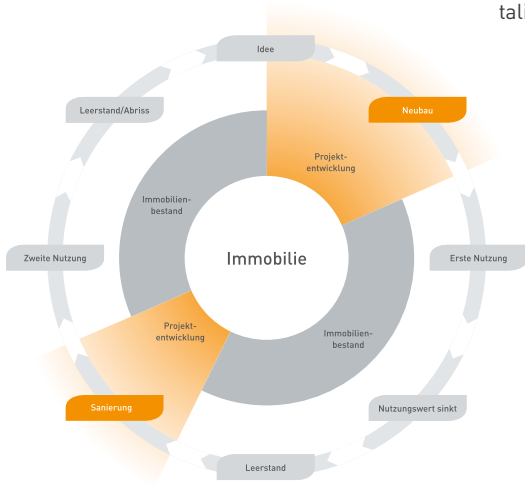 tali
Idee
Leerstand/Abriss
Neubau
Projekt-
entwicklung
Immobilien-
bestand
Immobilie
Zweite Nutzung
Erste Nutzung
Projekt-
entwicklung
Immobilien-
bestand
Sanierung
Nutzungswert sinkt
Leerstand